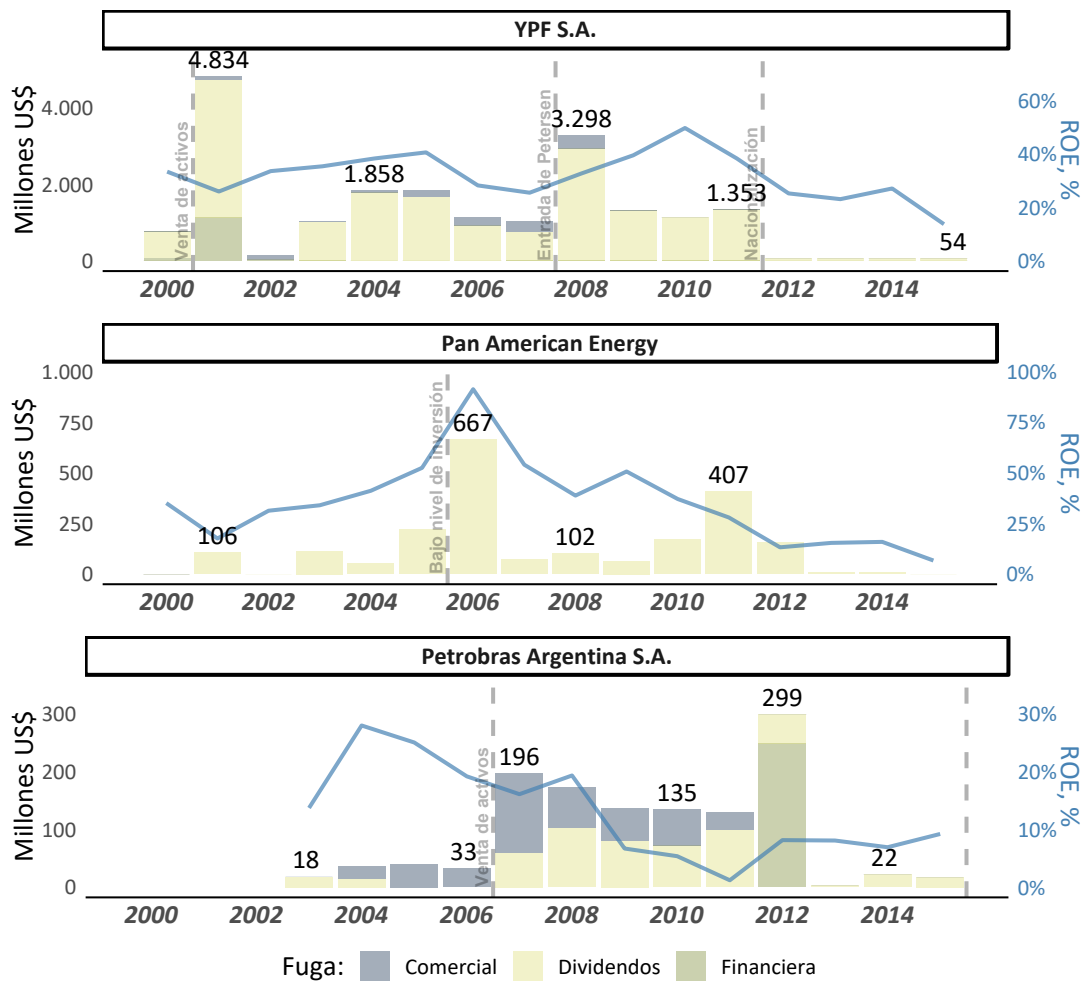 YPF S.A.
Millones US$
4.000
2.000
0
4.834
1.858
3.298
1.353
54
Venta de activos
Entrada de Petersen
Nacionalización
60%
40%
20%
0%
ROE, %
2000 2002 2004 2006 2008 2010 2012 2014
Pan American Energy
Millones US$
1.000
750
500
250
0
106
667
102
407
Bajo nivel de inversión
100%
75%
50%
25%
0%
ROE, %
2000 2002 2004 2006 2008 2010 2012 2014
Petrobras Argentina S.A.
Millones US$
300
200
100
0
18
33
196
135
299
22
Venta de activos
30%
20%
10%
0%
ROE, %
2000 2002 2004 2006 2008 2010 2012 2014
Fuga: Comercial Dividendos Financiera